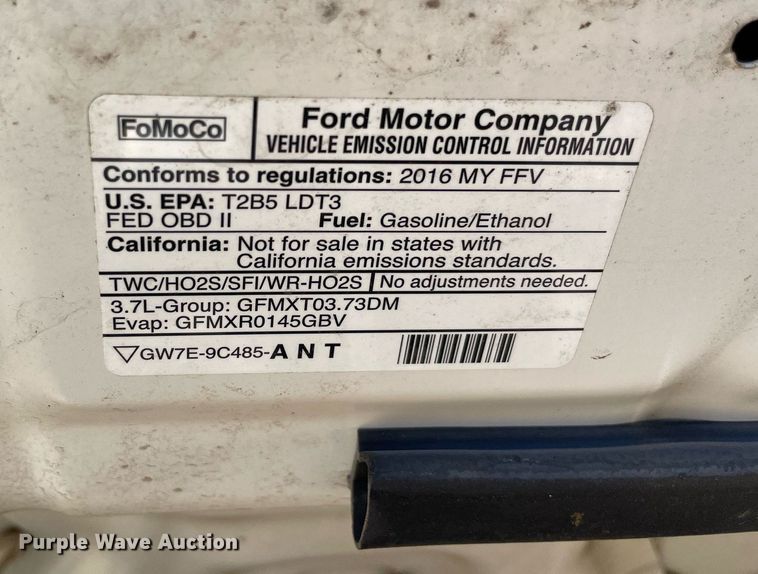 FoMoCo
Ford Motor Company
VEHICLE EMISSION CONTROL INFORMATION
Conforms to regulations: 2016 MY FFV
U.S. EPA: T2B5 LDT3
FED OBD II Fuel: Gasoline/Ethanol
California: Not for sale in states with
California emissions standards.
TWC/HO2S/SFI/WR-HO2S No adjustments needed.
3.7L-Group: GFMXT03.73DM
Evap: GFMXR0145GBV
▽GW7E-9C485-A N T
Purple Wave Auction